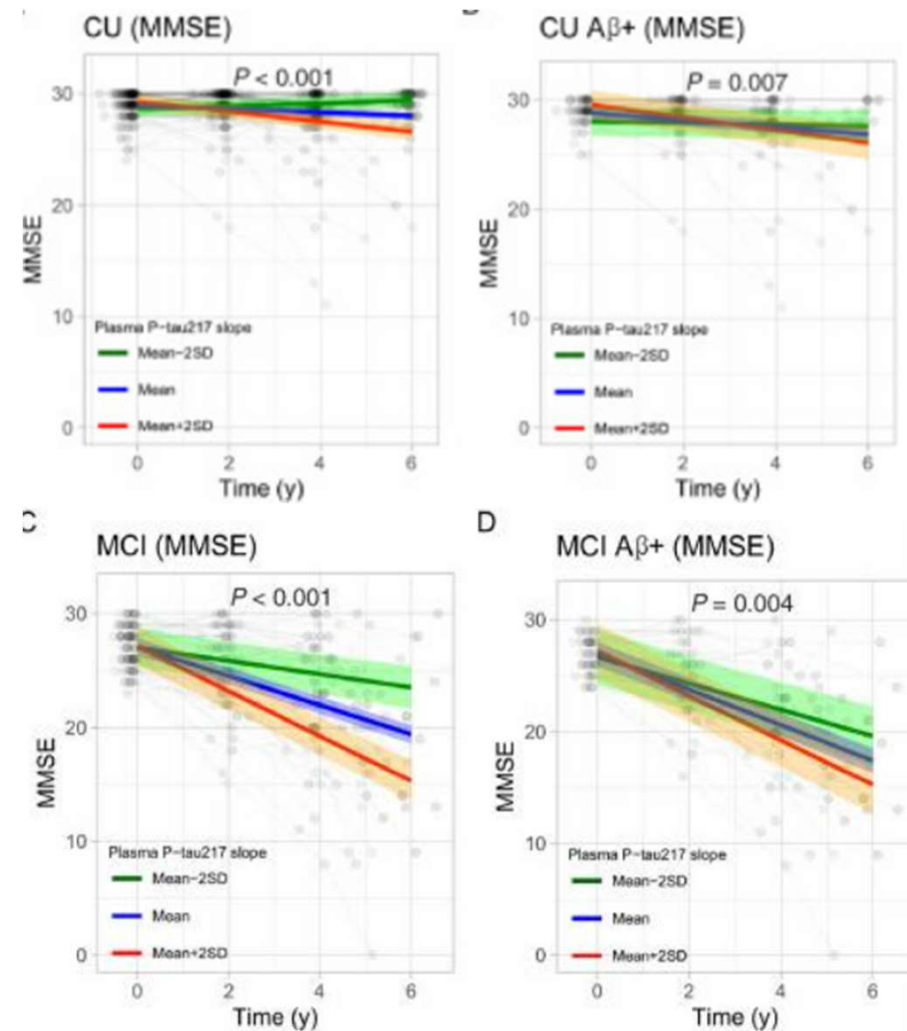 CU (MMSE)
P < 0.001
30
20
10
0
MMSE
Plasma P-tau217 slope
Mean-2SD
Mean
Mean+2SD
0 2 4 6
Time (y)
CU Aβ+ (MMSE)
P = 0.007
30
20
10
0
MMSE
Plasma P-tau217 slope
Mean-2SD
Mean
Mean+2SD
0 2 4 6
Time (y)
C
MCI (MMSE)
P < 0.001
30
20
10
0
MMSE
Plasma P-tau217 slope
Mean-2SD
Mean
Mean+2SD
0 2 4 6
Time (y)
D
MCI Aβ+ (MMSE)
P = 0.004
30
20
10
0
MMSE
Plasma P-tau217 slope
Mean-2SD
Mean
Mean+2SD
0 2 4 6
Time (y)